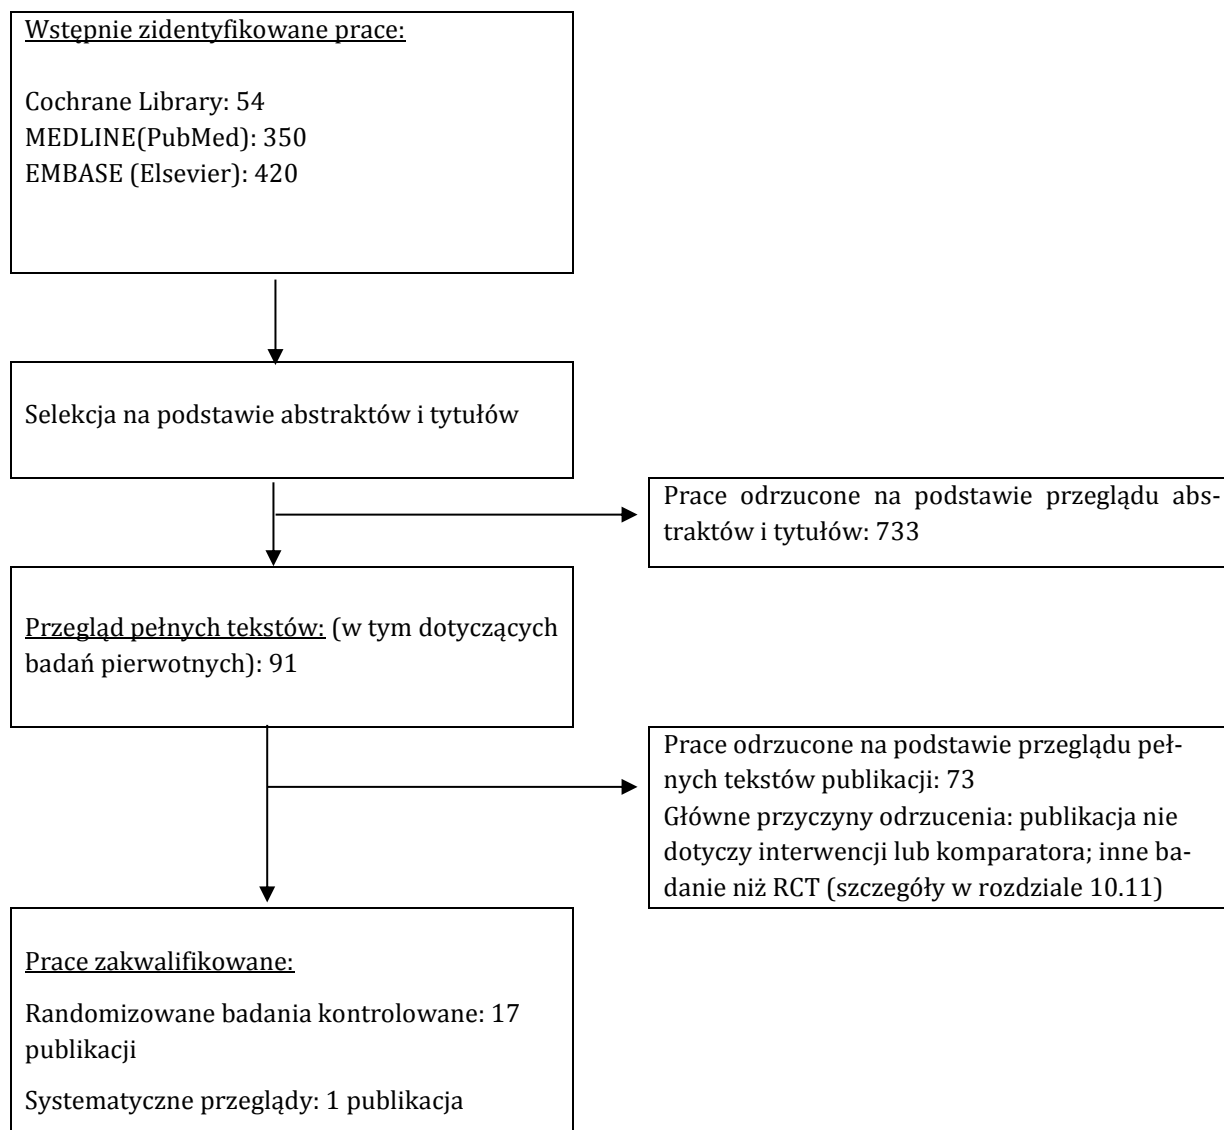 Wstępnie zidentyfikowane prace:
Cochrane Library: 54
MEDLINE(PubMed): 350
EMBASE (Elsevier): 420
Selekcja na podstawie abstraktów i tytułów
Prace odrzucone na podstawie przeglądu abs-
traktów i tytułów: 733
Przegląd pełnych tekstów: (w tym dotyczących
badań pierwotnych): 91
Prace odrzucone na podstawie przeglądu peł-
nych tekstów publikacji: 73
Główne przyczyny odrzucenia: publikacja nie
dotyczy interwencji lub komparatora; inne ba-
danie niż RCT (szczegóły w rozdziale 10.11)
Prace zakwalifikowane:
Randomizowane badania kontrolowane: 17
publikacji
Systematyczne przeglądy: 1 publikacja